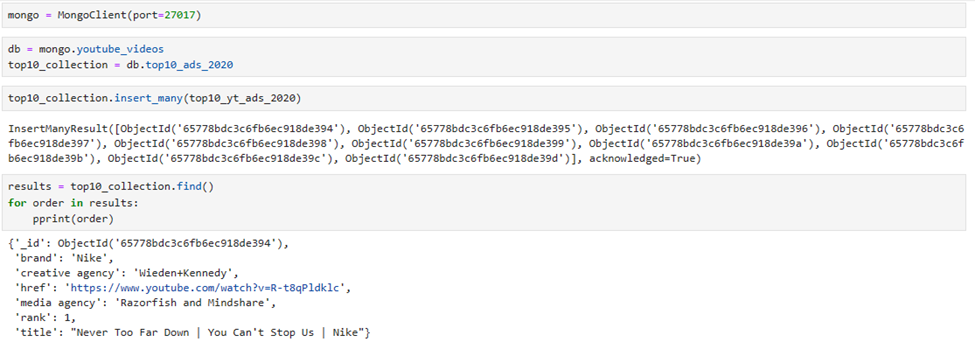 mongo = MongoClient(port=27017)
db = mongo.youtube_videos
top10_collection = db.top10_ads_2020
top10_collection.insert_many(top10_yt_ads_2020)
InsertManyResult([ObjectId('65778bdc3c6fb6ec918de394'), ObjectId('65778bdc3c6fb6ec918de395'), ObjectId('65778bdc3c6fb6ec918de396'), ObjectId('65778bdc3c6
fb6ec918de397'), ObjectId('65778bdc3c6fb6ec918de398'), ObjectId('65778bdc3c6fb6ec918de399'), ObjectId('65778bdc3c6fb6ec918de39a'), ObjectId('65778bdc3c6f
b6ec918de39b'), ObjectId('65778bdc3c6fb6ec918de39c'), ObjectId('65778bdc3c6fb6ec918de39d')], acknowledged=True)
results = top10_collection.find()
for order in results:
    pprint(order)
{'_id': ObjectId('65778bdc3c6fb6ec918de394'),
 'brand': 'Nike',
 'creative agency': 'Wieden+Kennedy',
 'href': 'https://www.youtube.com/watch?v=R-t8qPldklc',
 'media agency': 'Razorfish and Mindshare',
 'rank': 1,
 'title': "Never Too Far Down | You Can't Stop Us | Nike"}